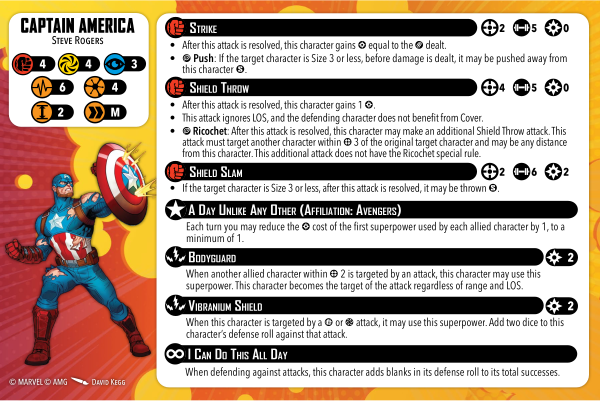 CAPTAIN AMERICA
STEVE ROGERS
4 4 3
6 4
2 M
STRIKE 2 5 0
• After this attack is resolved, this character gains equal to the dealt.
• Push: If the target character is Size 3 or less, before damage is dealt, it may be pushed away from
this character S.
SHIELD THROW 4 5 0
• After this attack is resolved, this character gains 1 .
• This attack ignores LOS, and the defending character does not benefit from Cover.
• Ricochet: After this attack is resolved, this character may make an additional Shield Throw attack. This
attack must target another character within 3 of the original target character and may be any distance
from this character. This additional attack does not have the Ricochet special rule.
SHIELD SLAM 2 6 2
• If the target character is Size 3 or less, after this attack is resolved, it may be thrown S.
A DAY UNLIKE ANY OTHER (AFFILIATION: AVENGERS)
Each turn you may reduce the cost of the first superpower used by each allied character by 1, to a
minimum of 1.
BODYGUARD 2
When another allied character within 2 is targeted by an attack, this character may use this
superpower. This character becomes the target of the attack regardless of range and LOS.
VIBRANIUM SHIELD 2
When this character is targeted by a or attack, it may use this superpower. Add two dice to this
character's defense roll against that attack.
I CAN DO THIS ALL DAY
When defending against attacks, this character adds blanks in its defense roll to its total successes.
© MARVEL © AMG DAVID KEGG